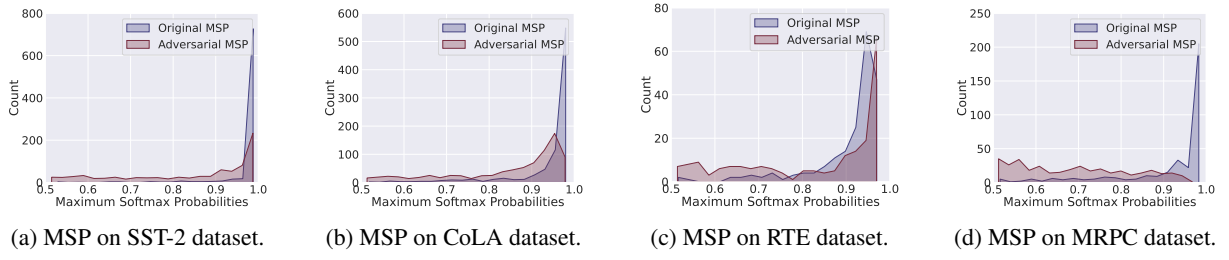 800
600
400
200
0
Count
0.5 0.6 0.7 0.8 0.9 1.0
Maximum Softmax Probabilities
Original MSP
Adversarial MSP
(a) MSP on SST-2 dataset.
600
500
400
300
200
100
0
Count
0.5 0.6 0.7 0.8 0.9 1.0
Maximum Softmax Probabilities
Original MSP
Adversarial MSP
(b) MSP on CoLA dataset.
80
60
40
20
0
Count
0.5 0.6 0.7 0.8 0.9 1.0
Maximum Softmax Probabilities
Original MSP
Adversarial MSP
(c) MSP on RTE dataset.
250
200
150
100
50
0
Count
0.5 0.6 0.7 0.8 0.9 1.0
Maximum Softmax Probabilities
Original MSP
Adversarial MSP
(d) MSP on MRPC dataset.